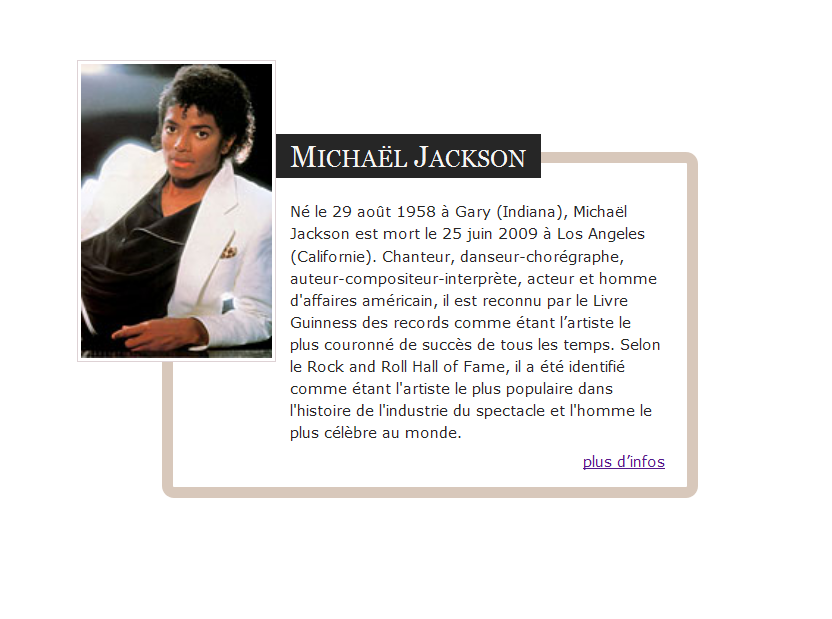 MICHAËL JACKSON
Né le 29 août 1958 à Gary (Indiana), Michaël
Jackson est mort le 25 juin 2009 à Los Angeles
(Californie). Chanteur, danseur-chorégraphe,
auteur-compositeur-interprète, acteur et homme
d'affaires américain, il est reconnu par le Livre
Guinness des records comme étant l’artiste le
plus couronné de succès de tous les temps. Selon
le Rock and Roll Hall of Fame, il a été identifié
comme étant l'artiste le plus populaire dans
l'histoire de l'industrie du spectacle et l'homme le
plus célèbre au monde.
plus d’infos